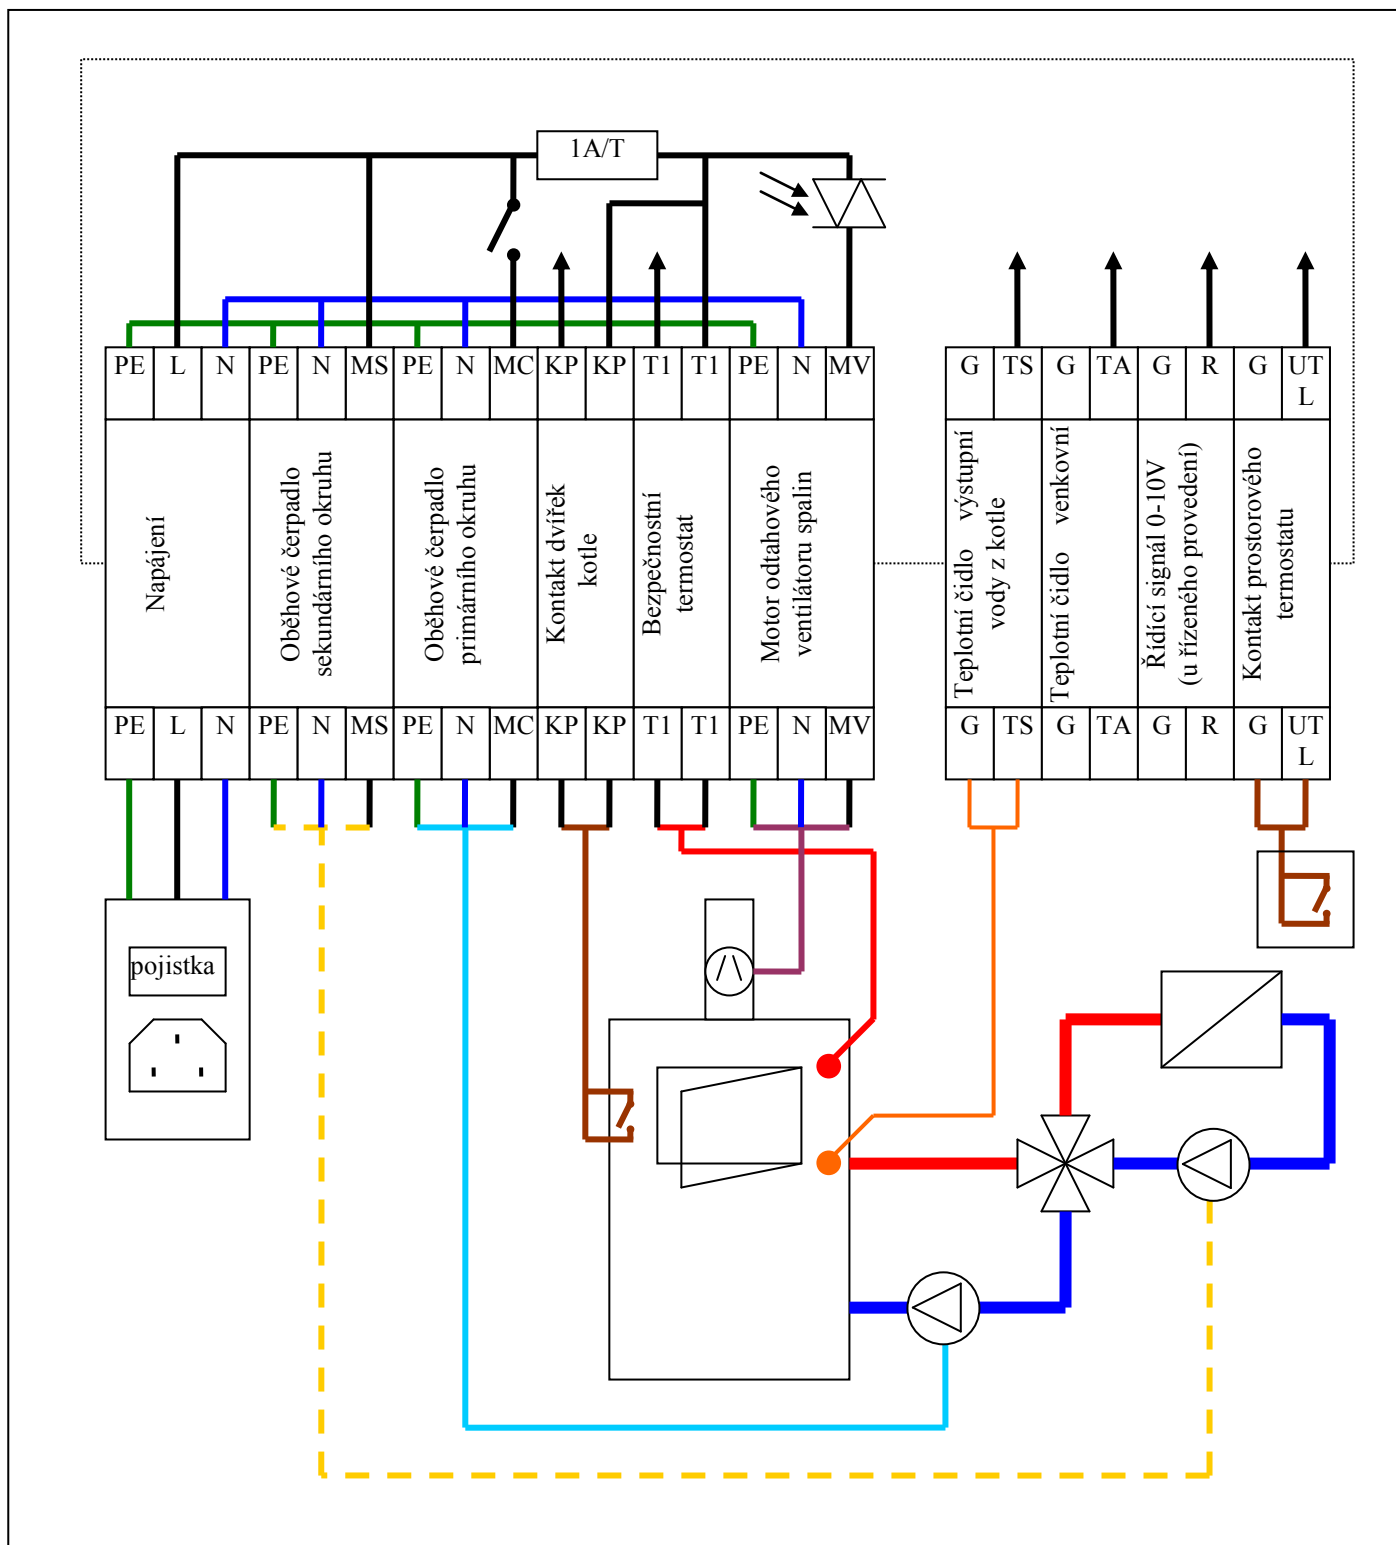 1A/T
PE L N PE N MS PE N MC KP KP T1 T1 PE N MV
G TS G TA G R G UT
L
Napájení
Oběhové čerpadlo
sekundárního okruhu
Oběhové čerpadlo
primárního okruhu
Kontakt dvířek
kotle
Bezpečnostní
termostat
Motor odtahového
ventilátoru spalin
Teplotní čidlo výstupní
vody z kotle
Teplotní čidlo venkovní
Řídící signál 0-10V
(u řízeného provedení)
Kontakt prostorového
termostatu
PE L N PE N MS PE N MC KP KP T1 T1 PE N MV
G TS G TA G R G UT
L
pojistka